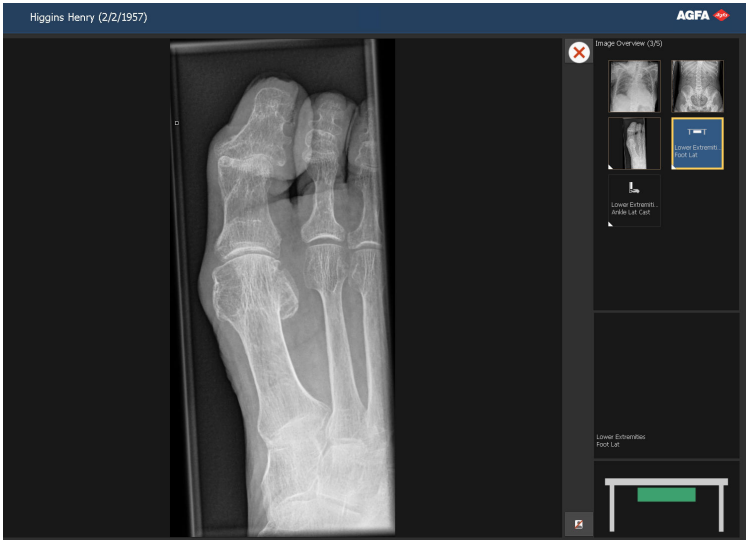 Higgins Henry (2/2/1957)
AGFA
Image Overview (3/5)
Lower Extremiti...
Foot Lat
Lower Extremiti...
Ankle Lat Cast
Lower Extremities
Foot Lat